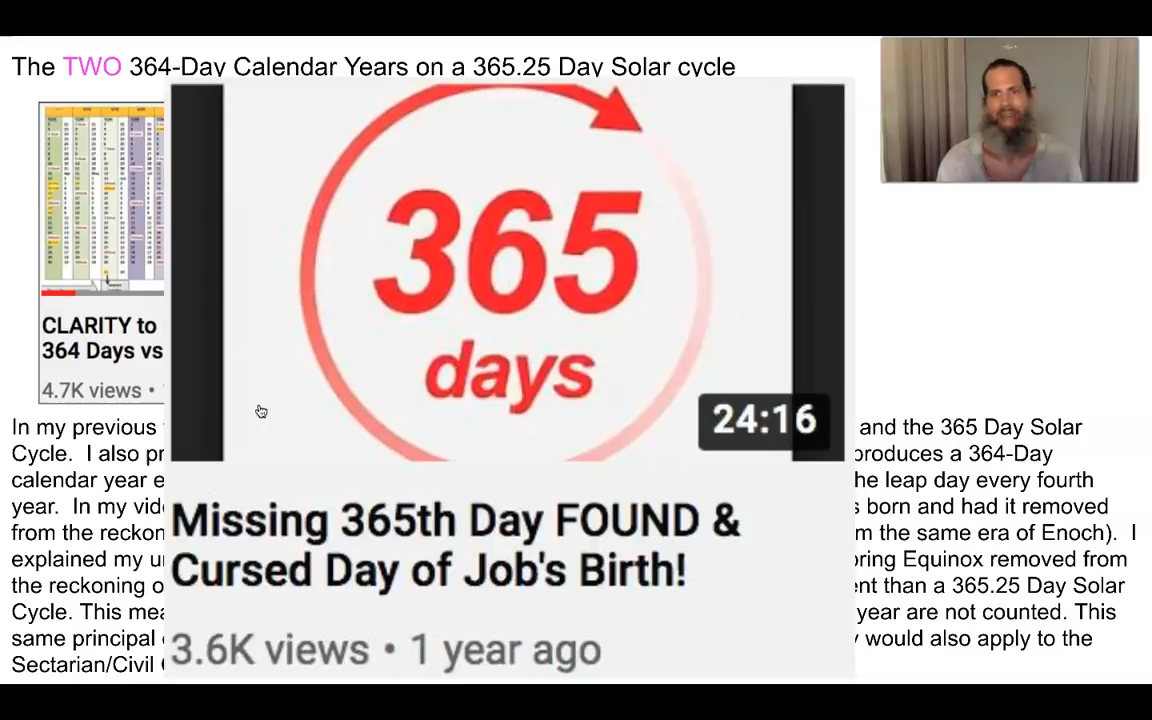 The TWO 364-Day Calendar Years on a 365.25 Day Solar cycle
365
days
24:16
CLARITY to
364 Days vs
4.7K views •
Missing 365th Day FOUND &
Cursed Day of Job's Birth!
3.6K views • 1 year ago
In my previous and the 365 Day Solar
Cycle. I also pr produces a 364-Day
calendar year e he leap day every fourth
year. In my vid s born and had it removed
from the reckon m the same era of Enoch). I
explained my u oring Equinox removed from
the reckoning o ent than a 365.25 Day Solar
Cycle. This mea year are not counted. This
same principal y would also apply to the
Sectarian/Civil